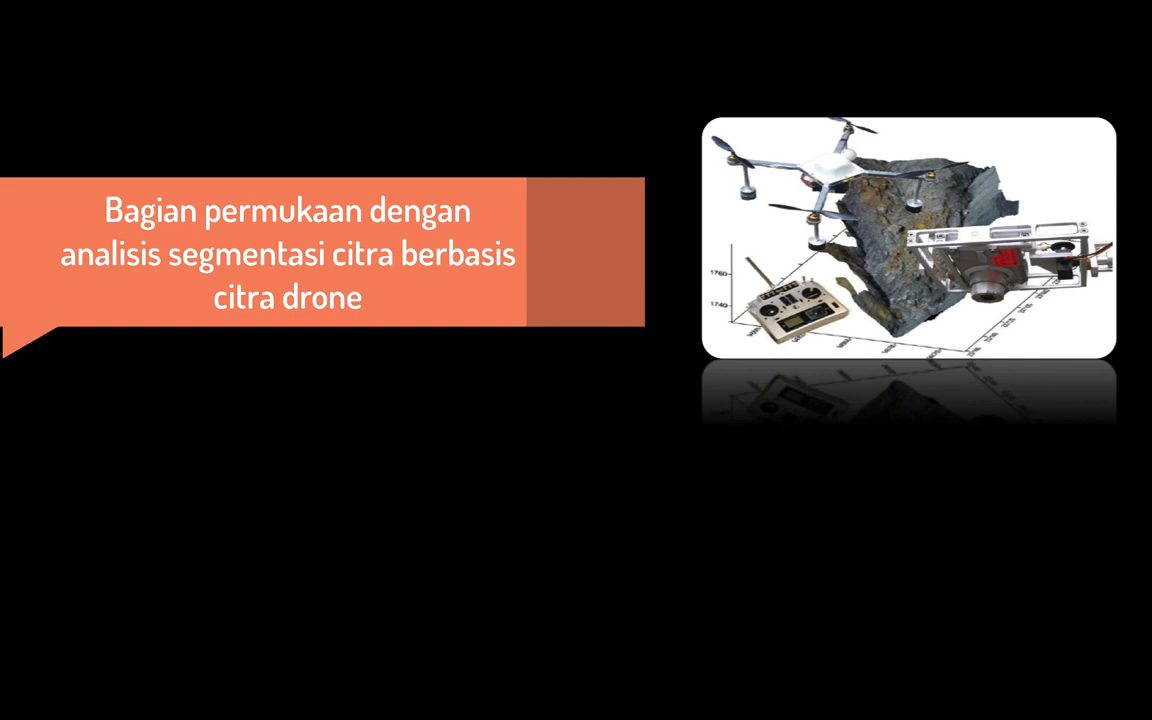 Bagian permukaan dengan
analisis segmentasi citra berbasis
citra drone
1760
1740